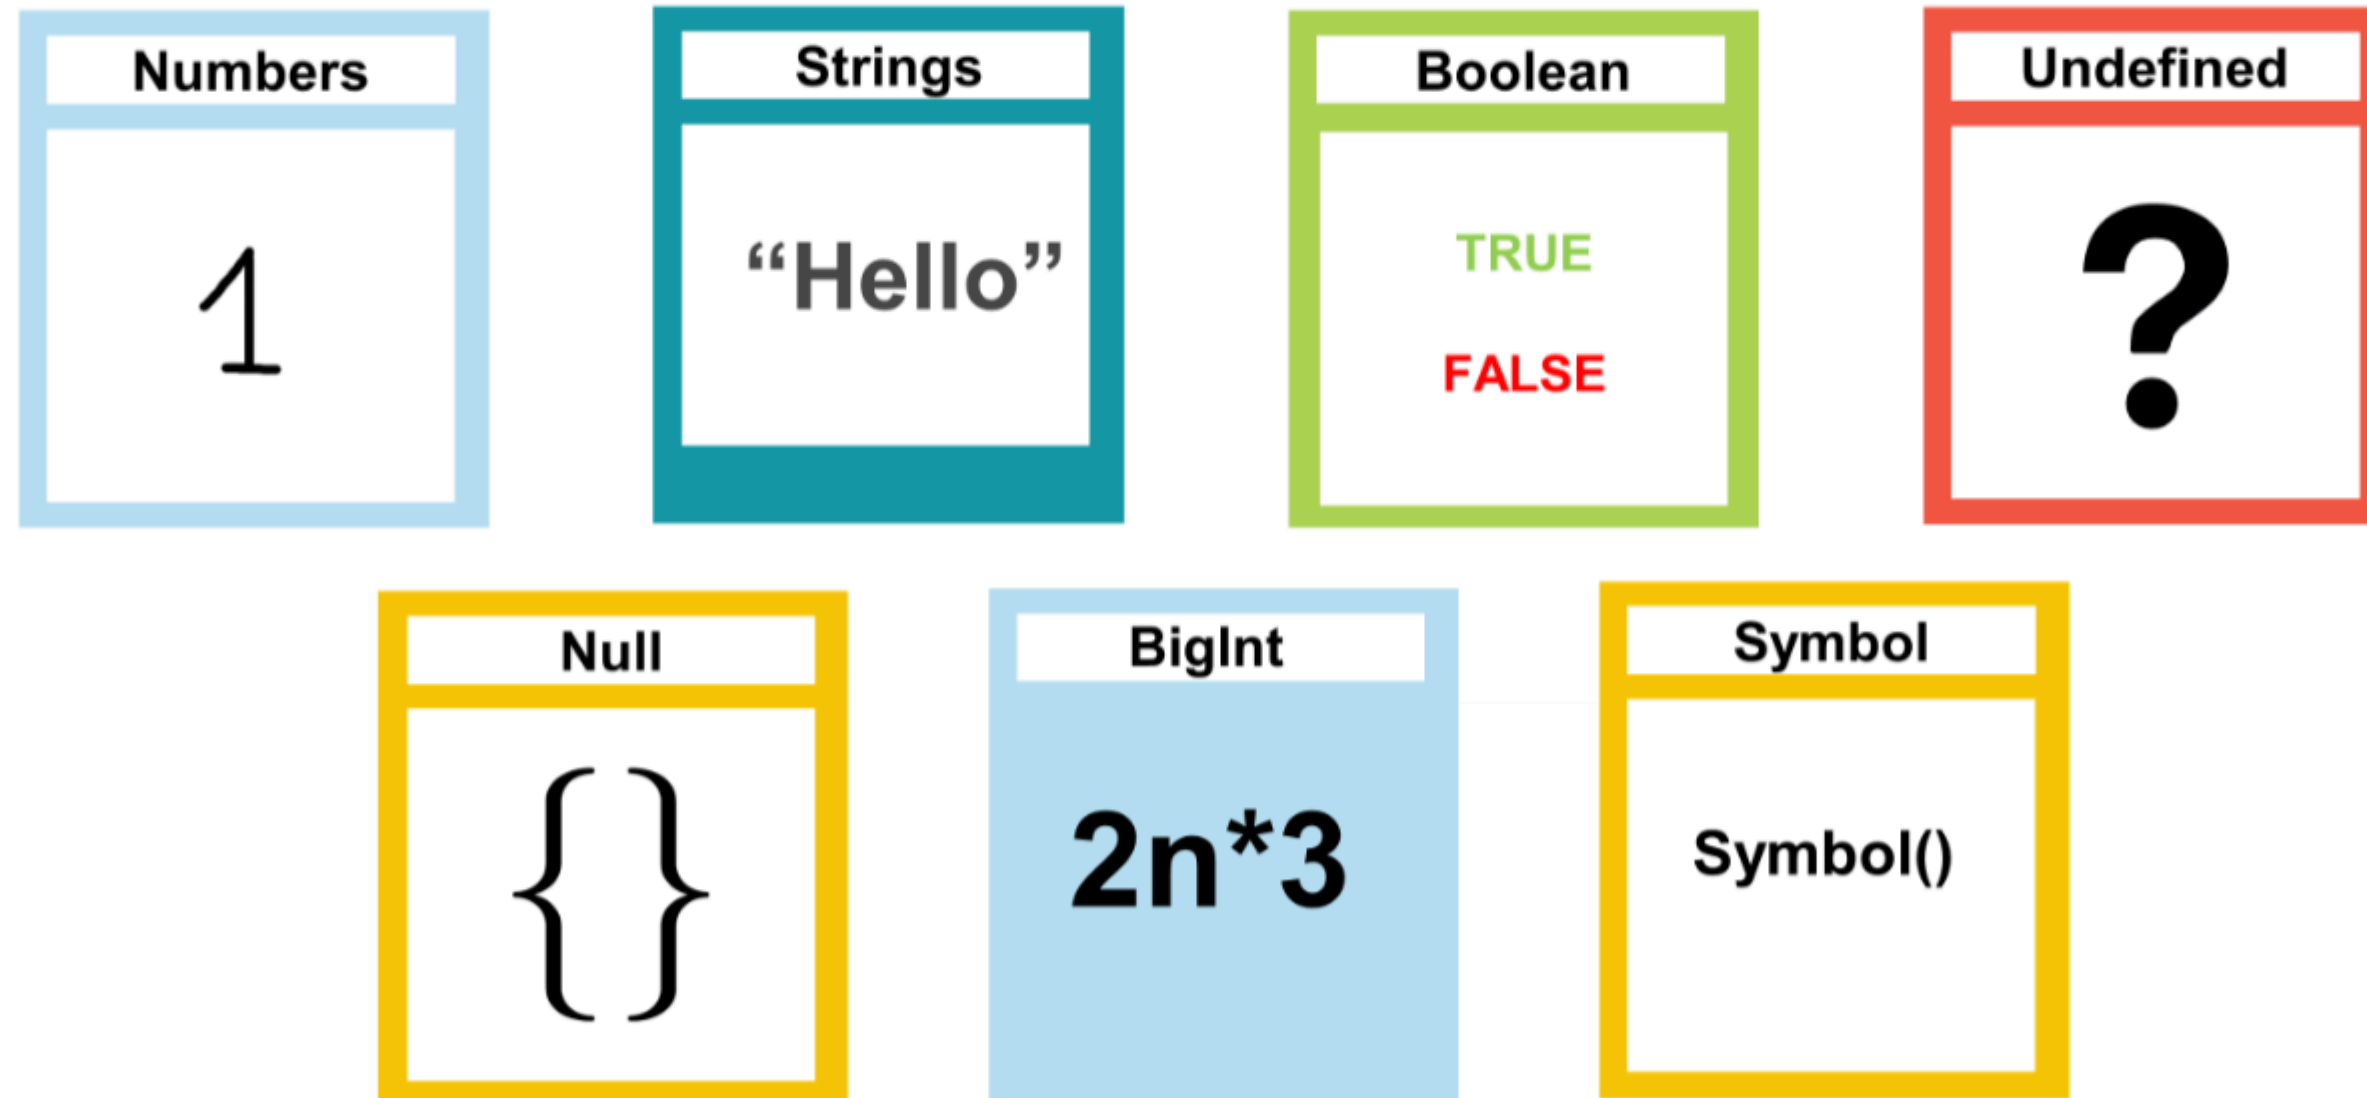 Numbers
1
Strings
“Hello”
Boolean
TRUE
FALSE
Undefined
?
Null
{}
BigInt
2n*3
Symbol
Symbol()